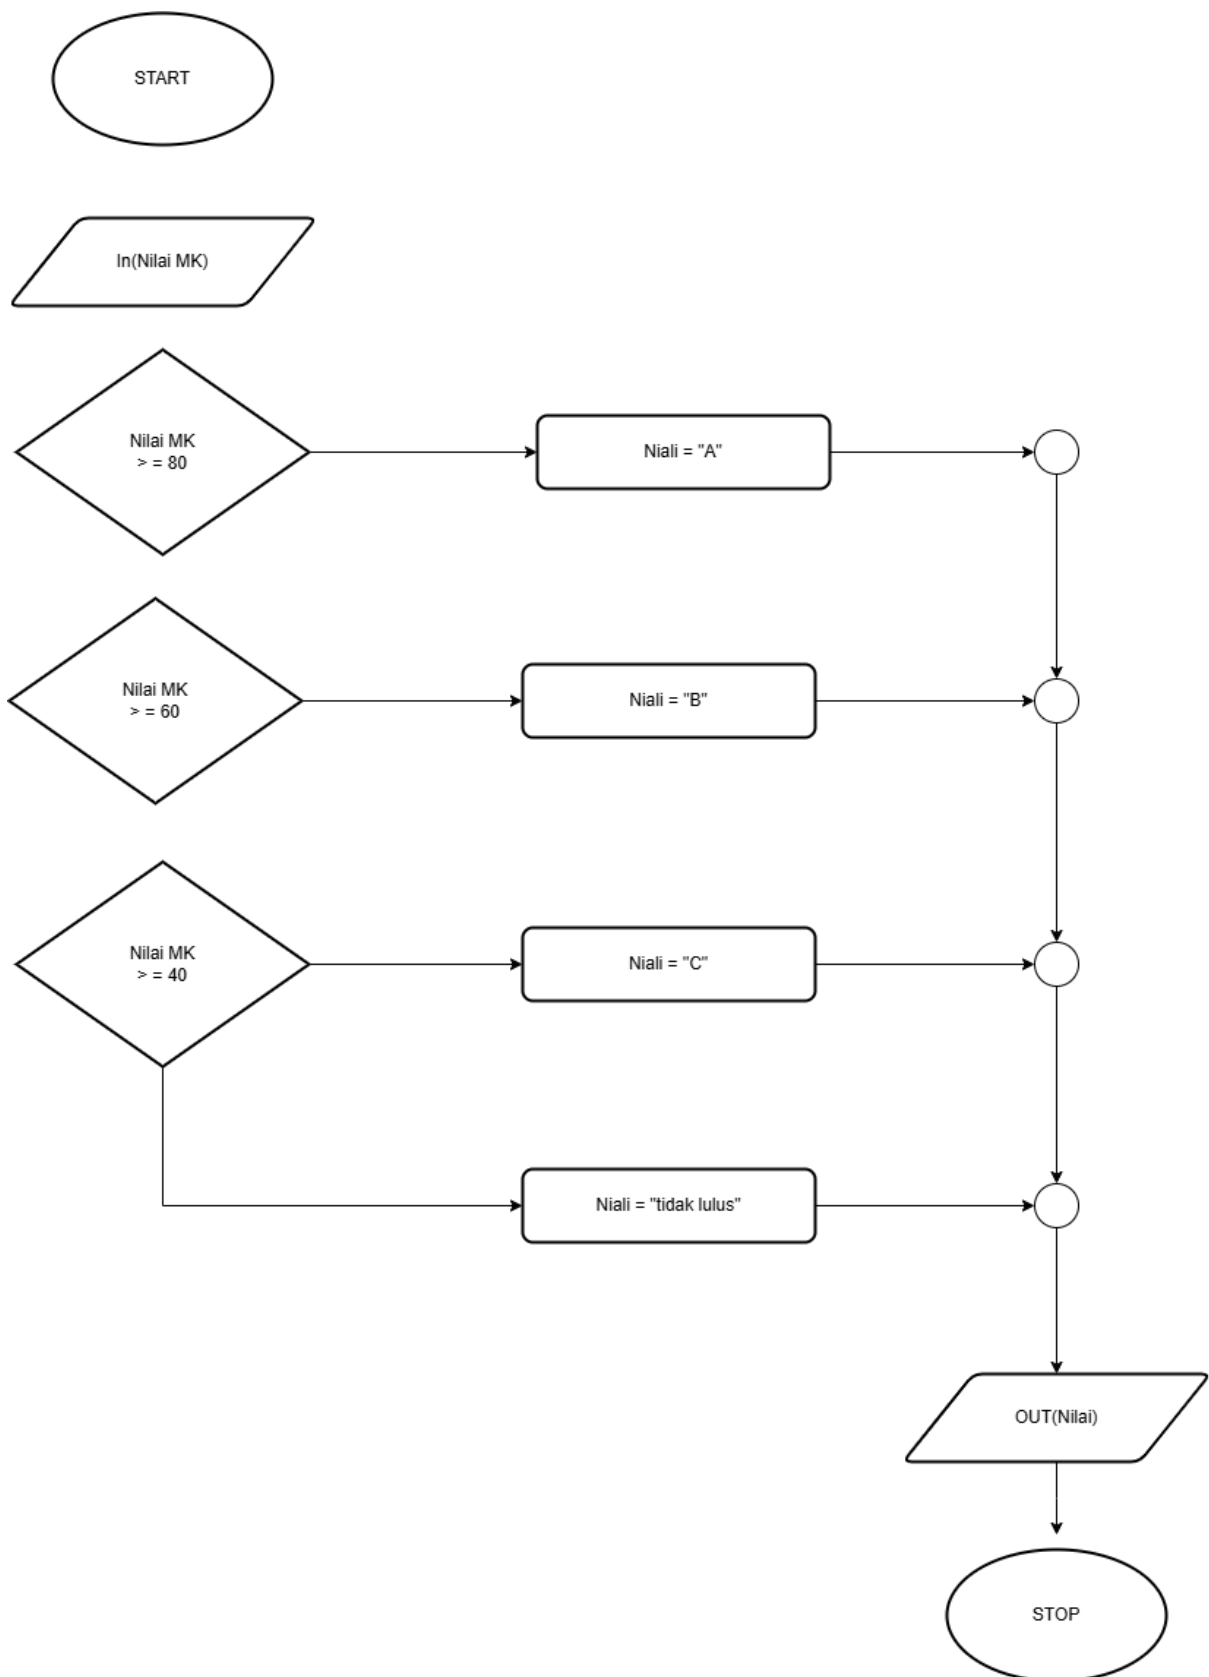 START
In(Nilai MK)
Nilai MK
> = 80
Niali = "A"
Nilai MK
> = 60
Niali = "B"
Nilai MK
> = 40
Niali = "C"
Niali = "tidak lulus"
OUT(Nilai)
STOP